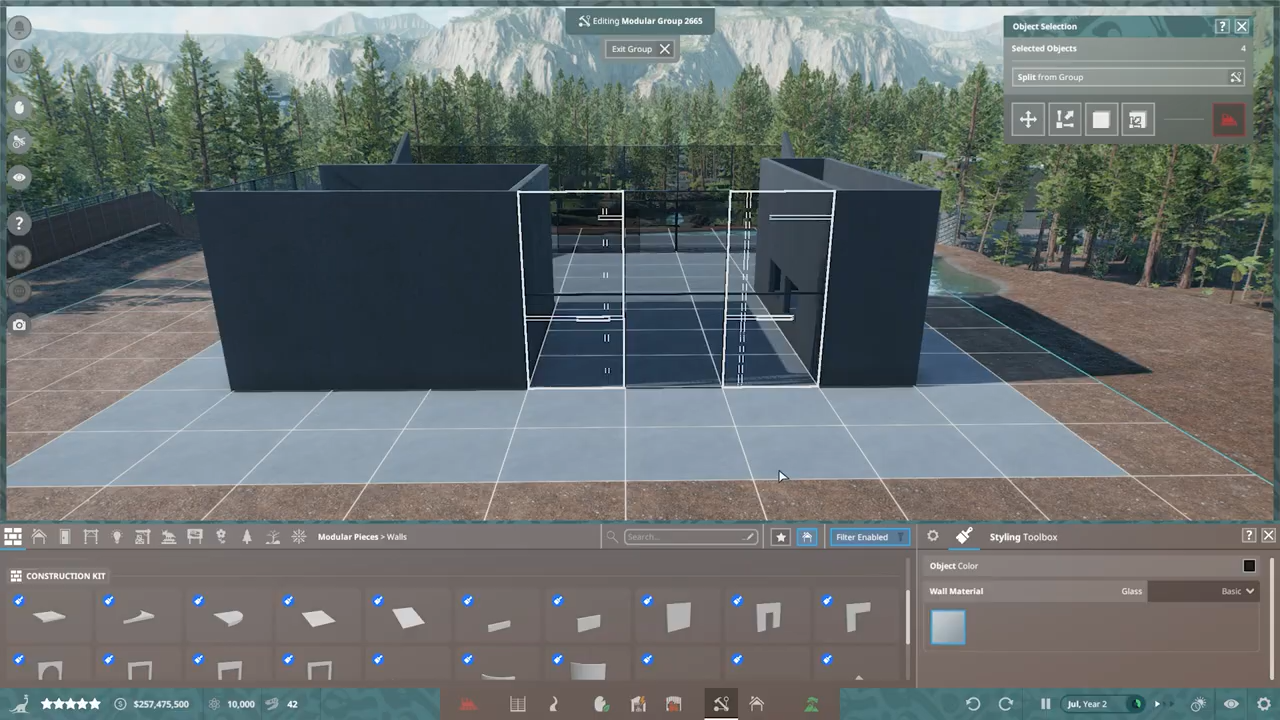 Editing Modular Group 2665
Exit Group
Object Selection
?
Selected Objects 4
Split from Group
?
Modular Pieces > Walls
Search...
Filter Enabled
Styling Toolbox
?
CONSTRUCTION KIT
Object Color
Wall Material Glass Basic
$257,475,500
10,000
42
Jul, Year 2